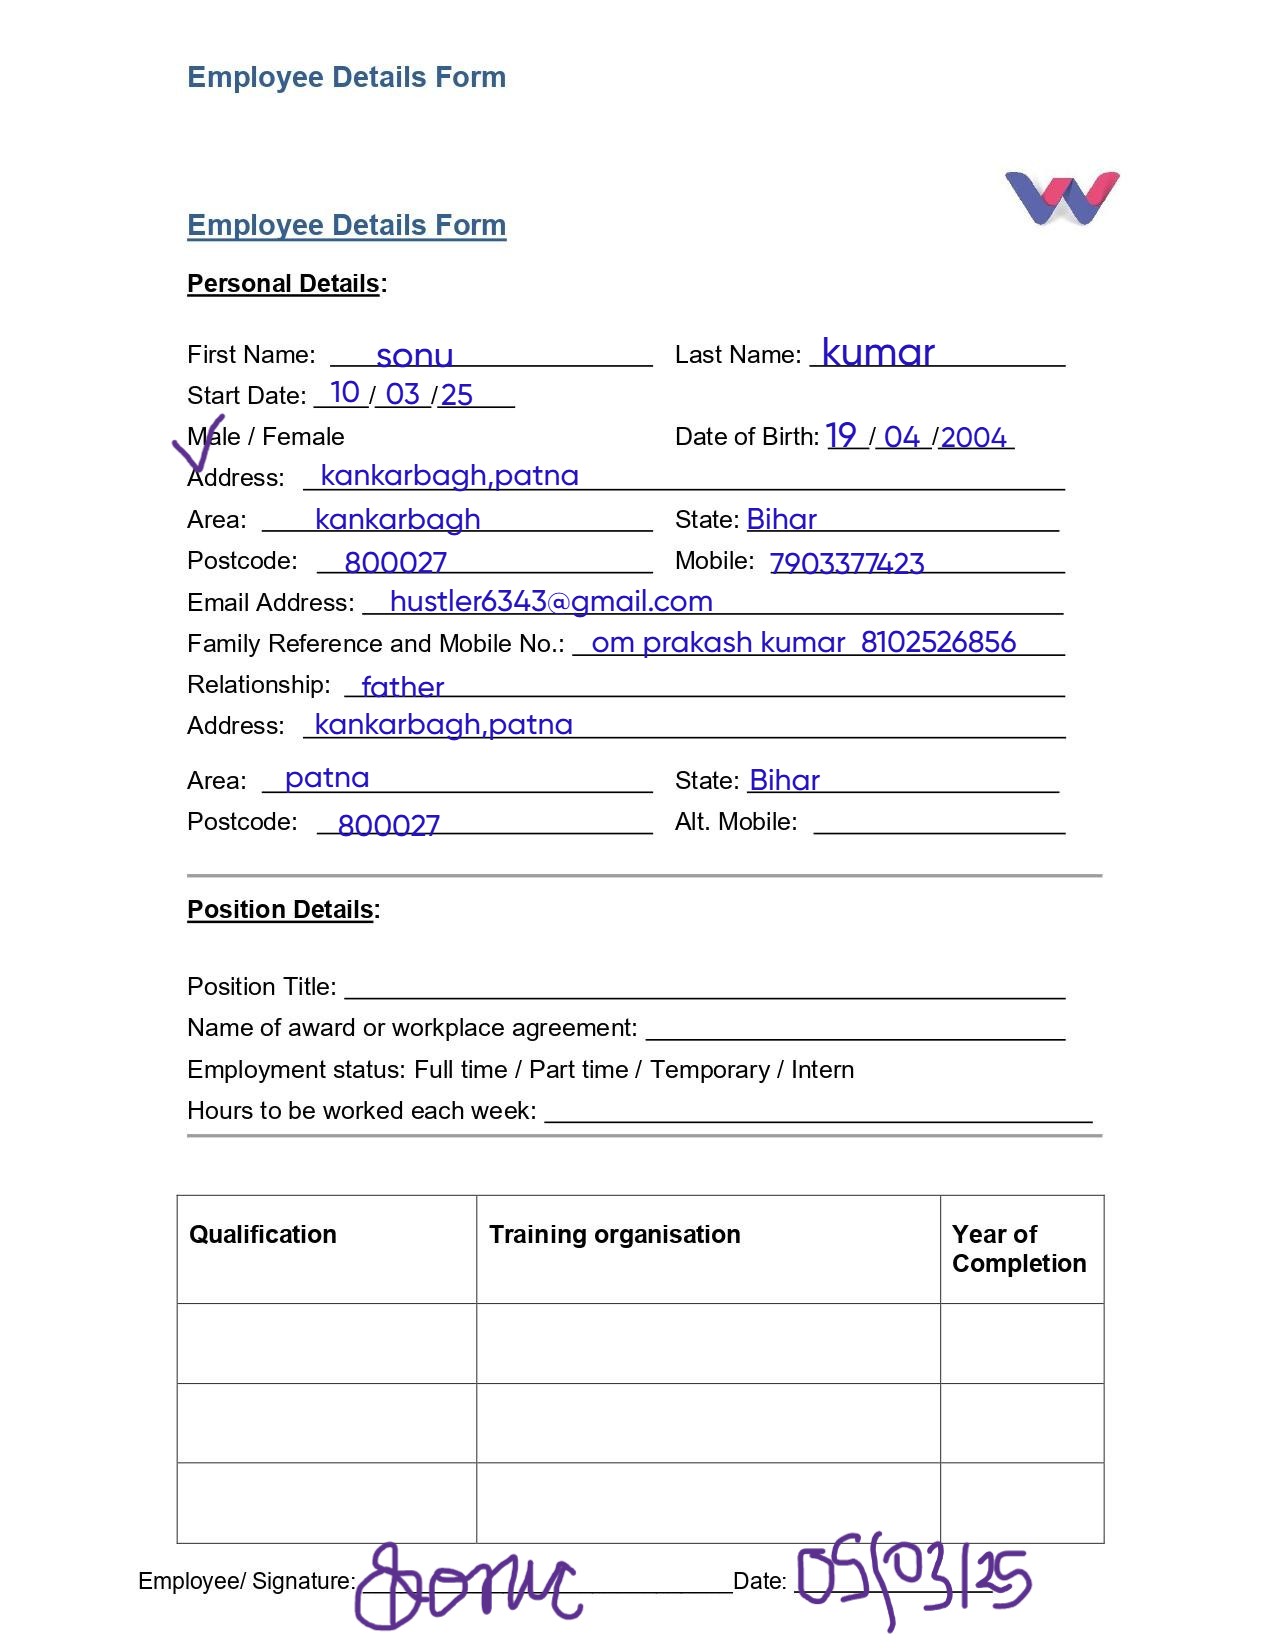 Employee Details Form
Employee Details Form
Personal Details:
First Name: sonu Last Name: kumar
Start Date: 10 / 03 / 25
Male / Female Date of Birth: 19 / 04 / 2004
Address: kankarbagh,patna
Area: kankarbagh State: Bihar
Postcode: 800027 Mobile: 7903377423
Email Address: hustler6343@gmail.com
Family Reference and Mobile No.: om prakash kumar 8102526856
Relationship: father
Address: kankarbagh,patna
Area: patna State: Bihar
Postcode: 800027 Alt. Mobile:
Position Details:
Position Title:
Name of award or workplace agreement:
Employment status: Full time / Part time / Temporary / Intern
Hours to be worked each week:
Qualification Training organisation Year of
Completion
Employee/ Signature: Sonu Date: 05/03/25